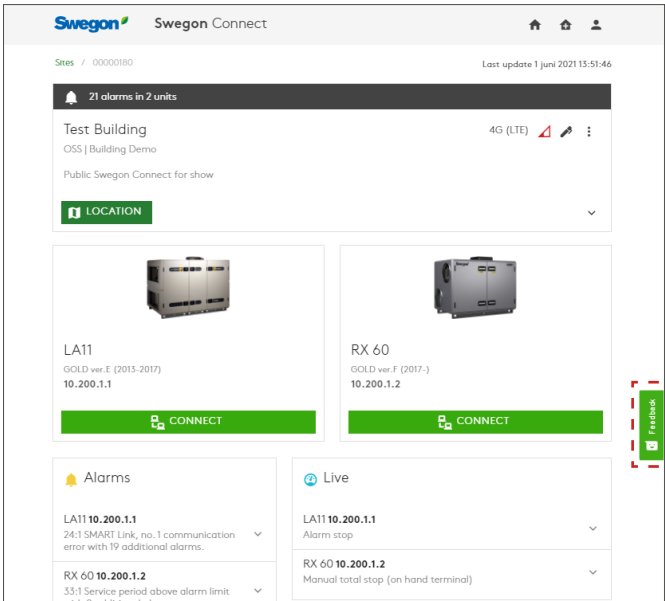 Swegon
Swegon Connect
Sites / 00000180
Last update 1 juni 2021 13:51:46
21 alarms in 2 units
Test Building
4G (LTE)
OSS | Building Demo
Public Swegon Connect for show
LOCATION
LA11
GOLD ver.E (2013-2017)
10.200.1.1
CONNECT
RX 60
GOLD ver.F (2017-)
10.200.1.2
CONNECT
Feedback
Alarms
LA11 10.200.1.1
24:1 SMART Link, no. 1 communication
error with 19 additional alarms.
RX 60 10.200.1.2
33:1 Service period above alarm limit
Live
LA11 10.200.1.1
Alarm stop
RX 60 10.200.1.2
Manual total stop (on hand terminal)